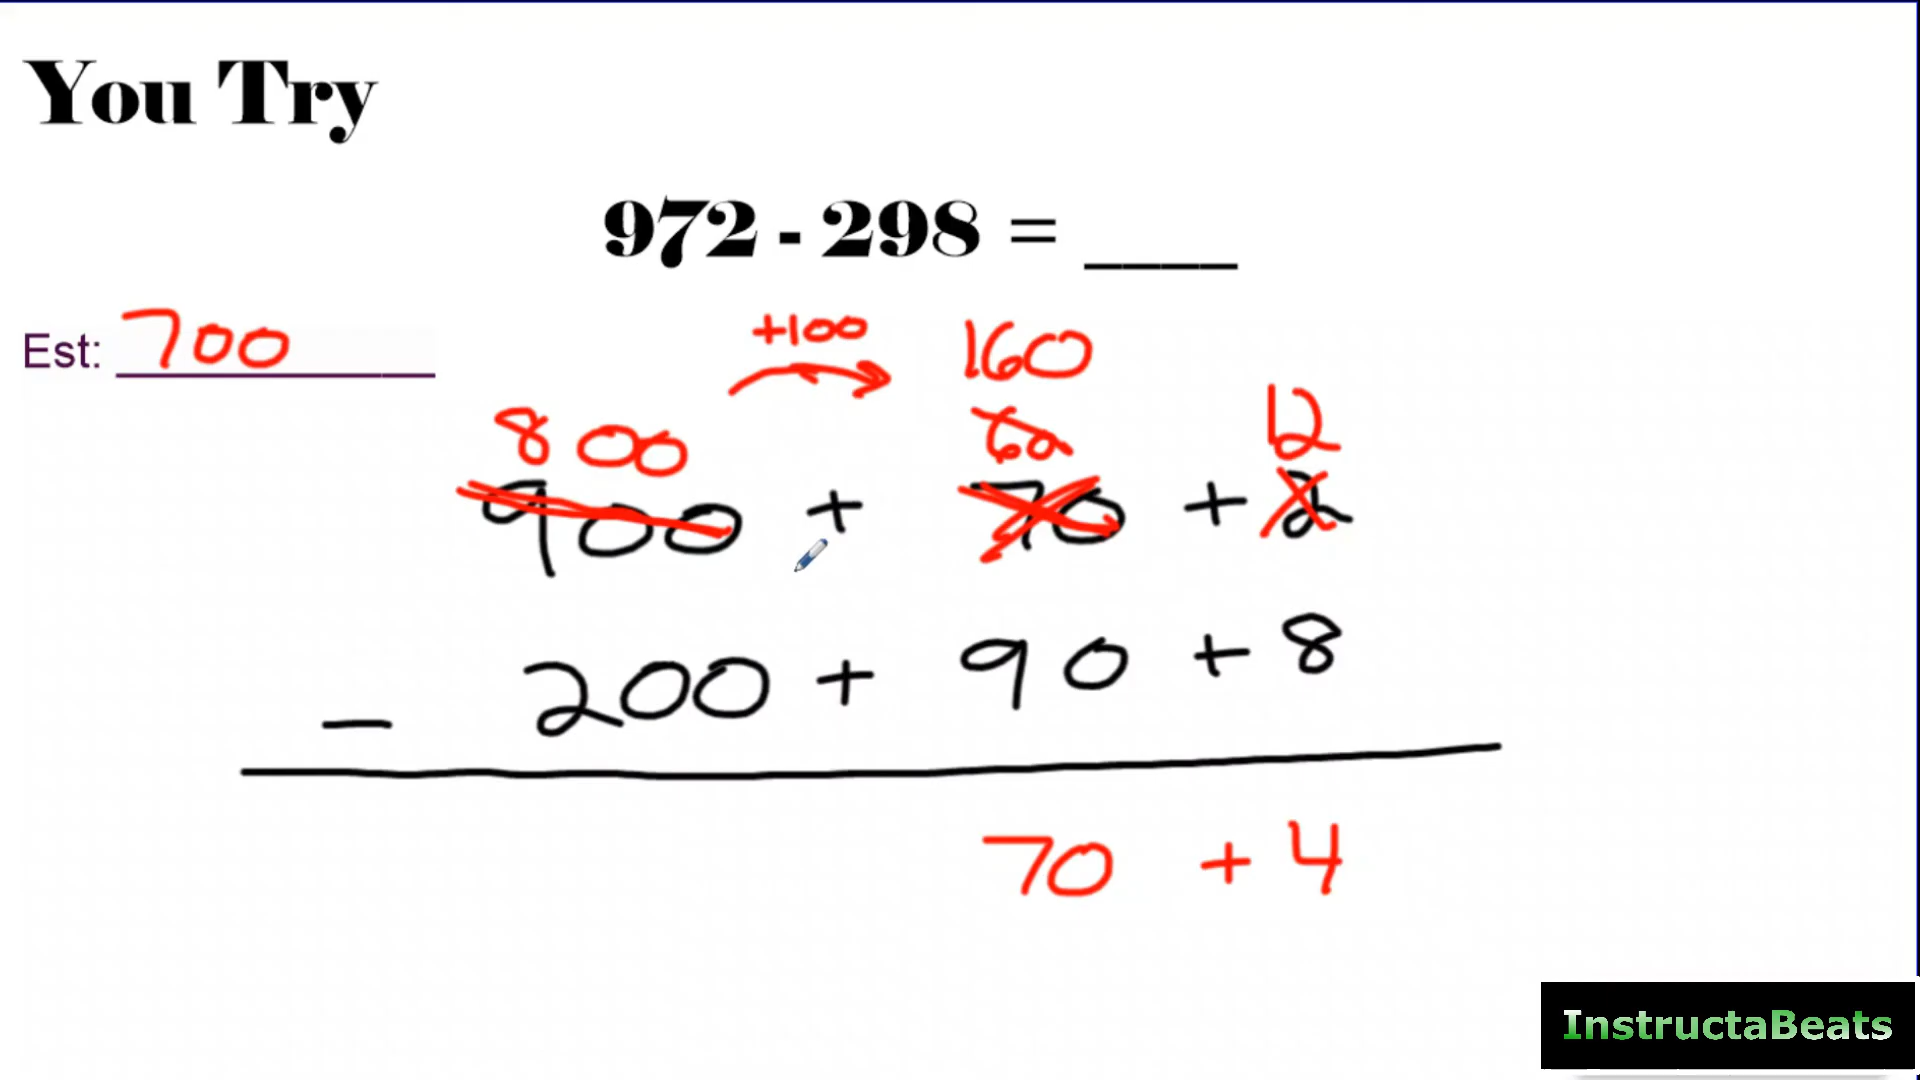 You Try
972 - 298 = ____
Est: 700
+100 160
800 60 12
900 + 70 + 2
- 200 + 90 + 8
70 + 4
InstructaBeats